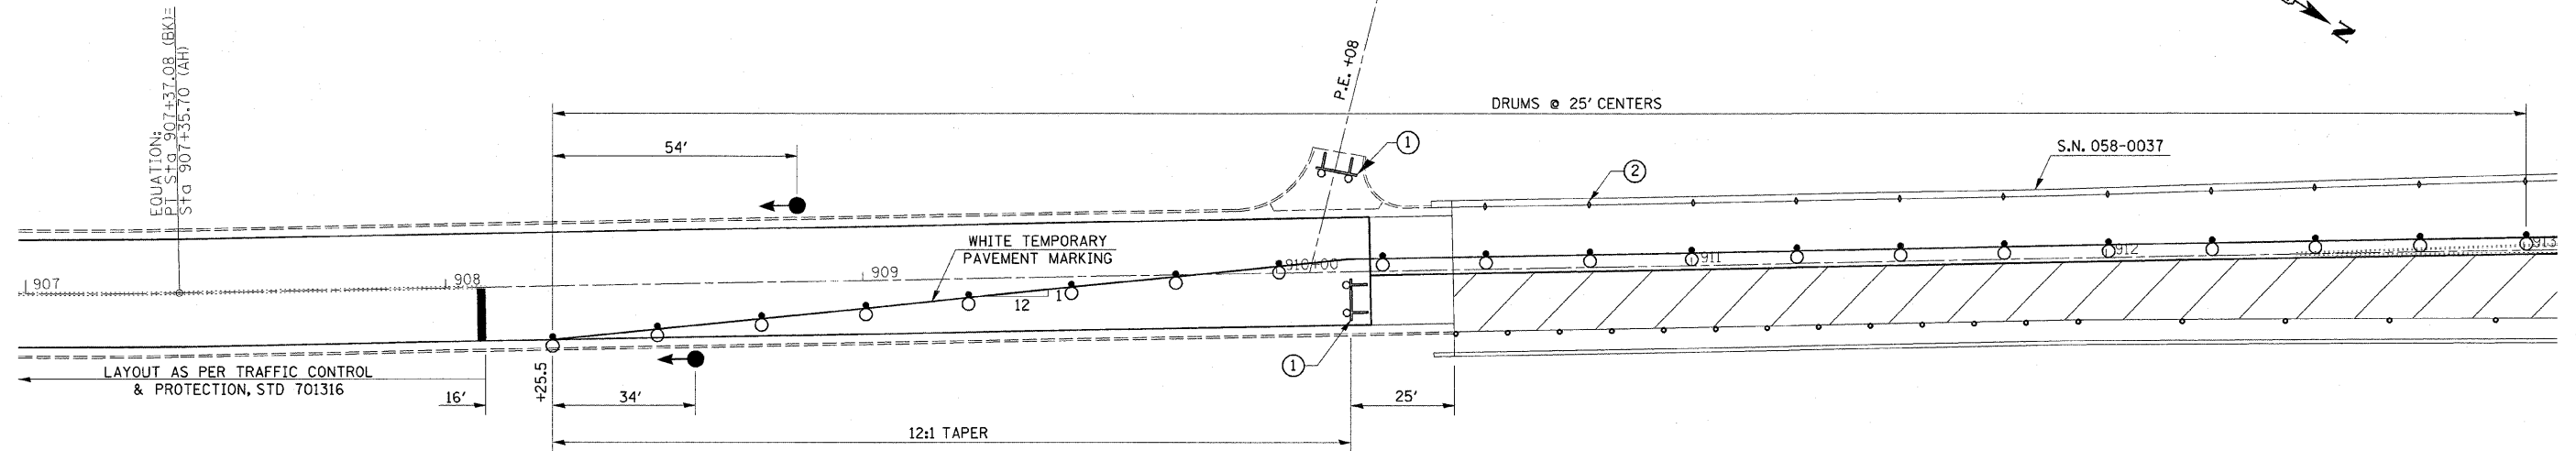 EQUATION:
PT Sta 907+37.08 (BK)=
Sta 907+35.70 (AH)
N
P.E. +08
DRUMS @ 25' CENTERS
54'
1
2
S.N. 058-0037
WHITE TEMPORARY
PAVEMENT MARKING
907
908
909
910+00
911
912
913
12
1
LAYOUT AS PER TRAFFIC CONTROL
& PROTECTION, STD 701316
16'
+25.5
34'
1
25'
12:1 TAPER